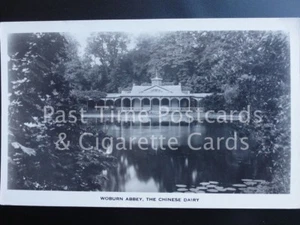 Past Time Postcards
& Cigarette Cards
WOBURN ABBEY, THE CHINESE DAIRY